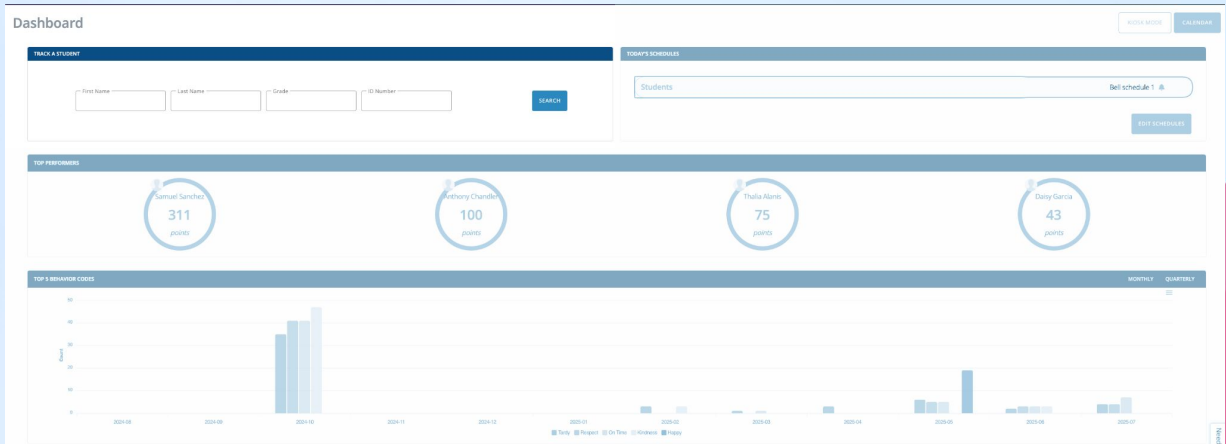 Dashboard
KIOSK MODE
CALENDAR
TRACK A STUDENT
First Name
Last Name
Grade
ID Number
SEARCH
TODAY'S SCHEDULES
Students
Bell schedule 1
EDIT SCHEDULES
TOP PERFORMERS
Samuel Sanchez
311
points
Anthony Chandler
100
points
Thalia Alanis
75
points
Daisy Garcia
43
points
TOP 5 BEHAVIOR CODES
MONTHLY QUARTERLY
50
40
30
20
10
0
Count
2024-08 2024-09 2024-10 2024-11 2024-12 2025-01 2025-02 2025-03 2025-04 2025-05 2025-06 2025-07
Tardy Respect On Time Kindness Happy